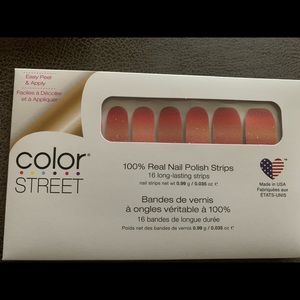 Easy Peel
& Apply
Faciles à Décoller
et à Appliquer
color®
STREET
100% Real Nail Polish Strips
16 long-lasting strips
nail strips net wt 0.99 g / 0.035 oz ℮
Made in USA
Fabriquées aux
ÉTATS-UNIS
Bandes de vernis
à ongles véritable à 100%
16 bandes de longue durée
Poids net des bandes de vernis 0.99 g / 0.035 oz ℮